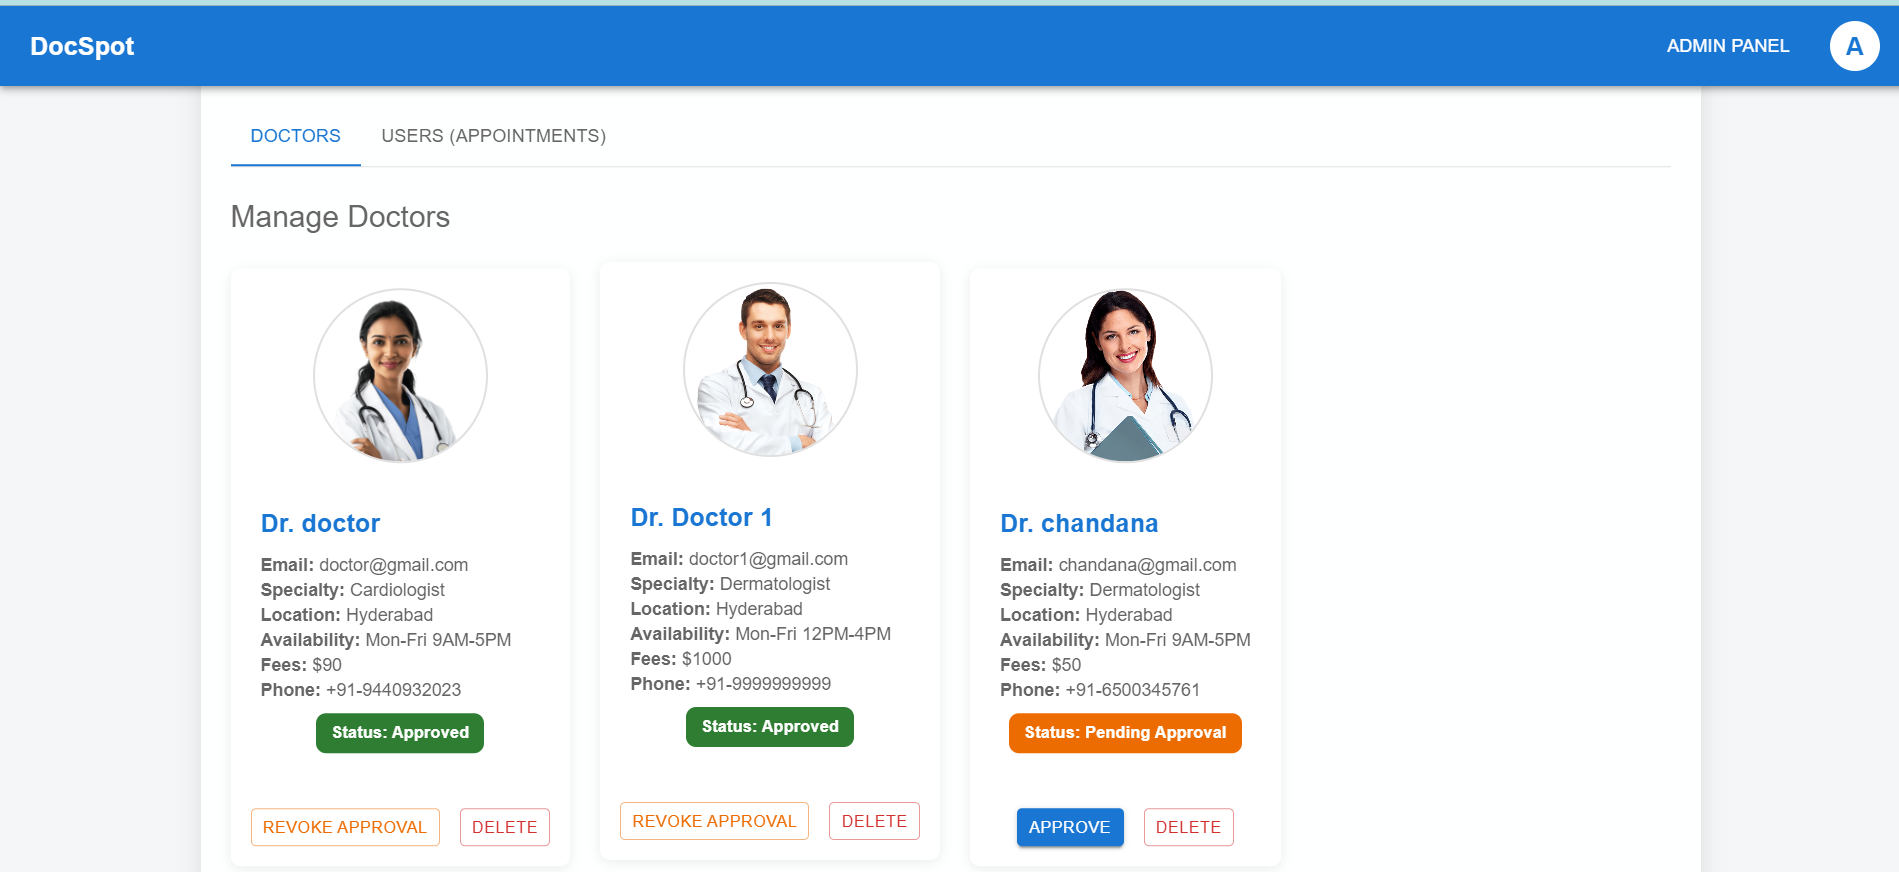 DocSpot
ADMIN PANEL
A
DOCTORS
USERS (APPOINTMENTS)
Manage Doctors
Dr. doctor
Email: doctor@gmail.com
Specialty: Cardiologist
Location: Hyderabad
Availability: Mon-Fri 9AM-5PM
Fees: $90
Phone: +91-9440932023
Status: Approved
REVOKE APPROVAL
DELETE
Dr. Doctor 1
Email: doctor1@gmail.com
Specialty: Dermatologist
Location: Hyderabad
Availability: Mon-Fri 12PM-4PM
Fees: $1000
Phone: +91-9999999999
Status: Approved
REVOKE APPROVAL
DELETE
Dr. chandana
Email: chandana@gmail.com
Specialty: Dermatologist
Location: Hyderabad
Availability: Mon-Fri 9AM-5PM
Fees: $50
Phone: +91-6500345761
Status: Pending Approval
APPROVE
DELETE